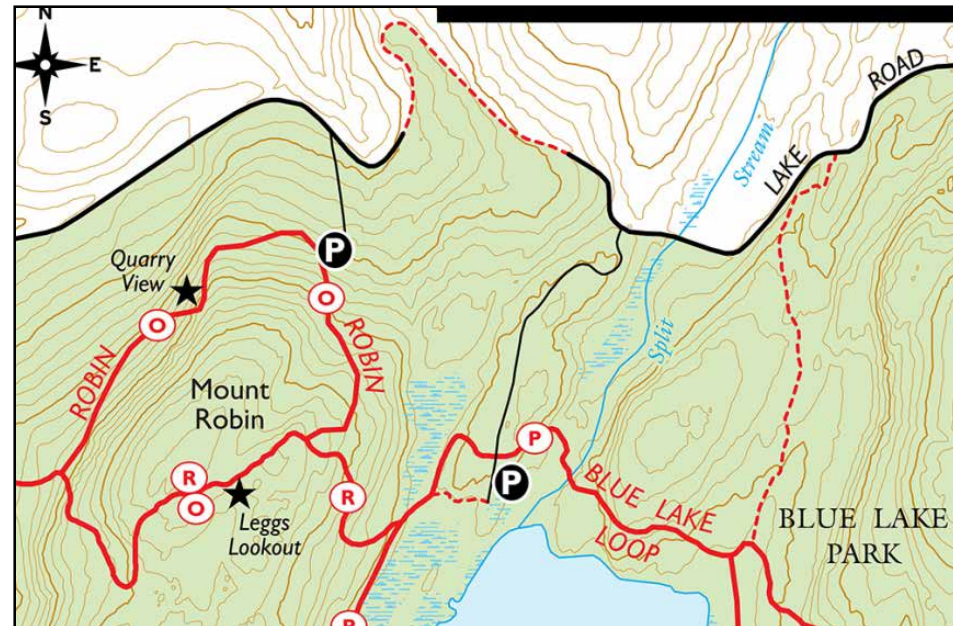 N
E
S
ROAD
LAKE
Stream
Split
P
Quarry
View
O
O
ROBIN
ROBIN
Mount
Robin
R
O
Leggs
Lookout
R
P
P
BLUE LAKE
LOOP
BLUE LAKE
PARK